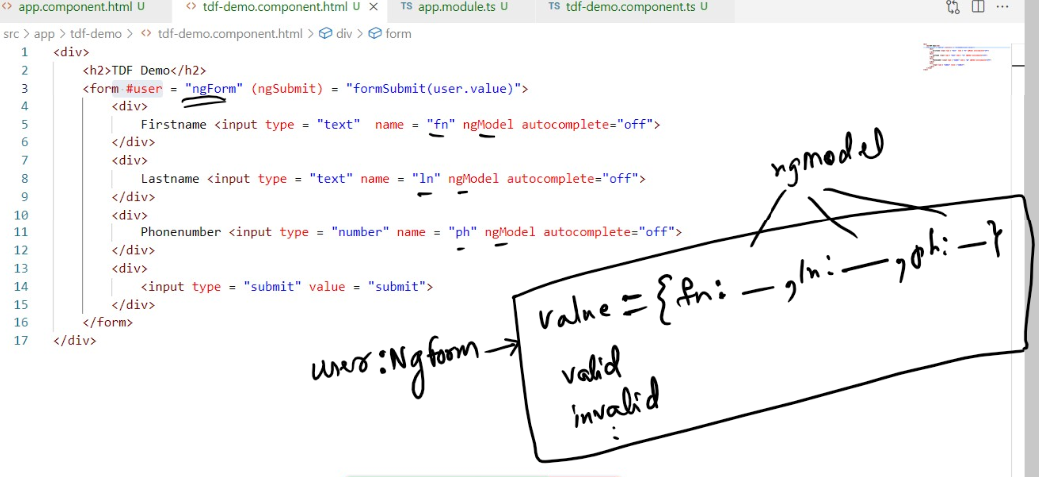 app.component.html U tdf-demo.component.html U × TS app.module.ts U TS tdf-demo.component.ts U ...
src > app > tdf-demo > tdf-demo.component.html > div > form
1 <div>
2 <h2>TDF Demo</h2>
3 <form #user = "ngForm" (ngSubmit) = "formSubmit(user.value)">
4 <div>
5 Firstname <input type = "text" name = "fn" ngModel autocomplete="off">
6 </div>
7 <div>
8 Lastname <input type = "text" name = "ln" ngModel autocomplete="off">
9 </div>
10 <div>
11 Phonenumber <input type = "number" name = "ph" ngModel autocomplete="off">
12 </div>
13 <div>
14 <input type = "submit" value = "submit">
15 </div>
16 </form>
17 </div>
ngmodel
value = {fn: —, ln: —, ph: —}
user: Ngform →
valid
invalid
: